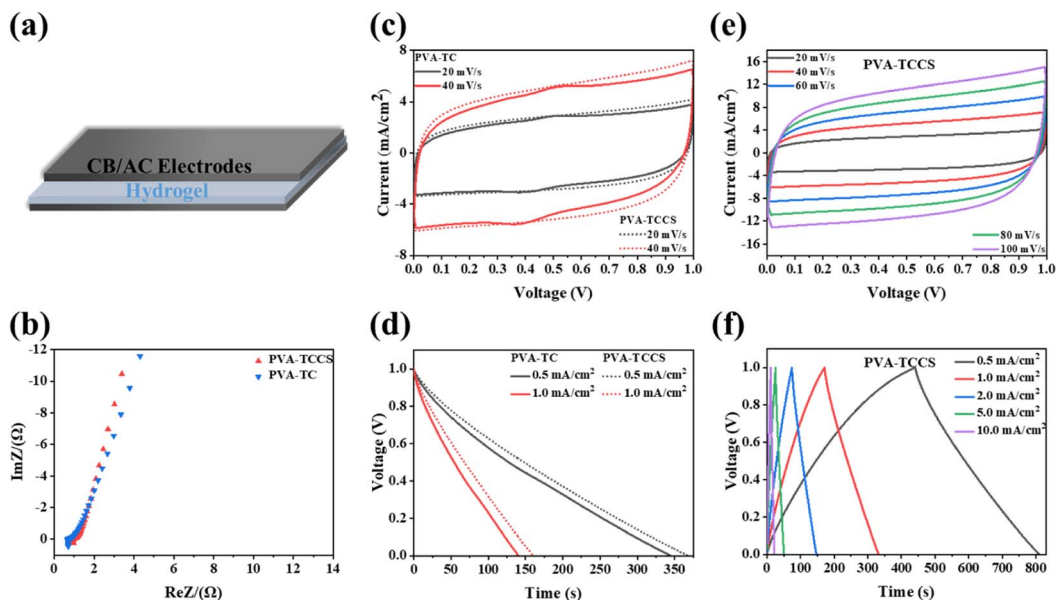 (a)
CB/AC Electrodes
Hydrogel
(b)
-12
-10
-8
-6
-4
-2
0
ImZ/(Ω)
PVA-TCCS
PVA-TC
0 2 4 6 8 10 12 14
ReZ/(Ω)
(c)
8
4
0
-4
-8
Current (mA/cm²)
PVA-TC
20 mV/s
40 mV/s
PVA-TCCS
20 mV/s
40 mV/s
0.0 0.1 0.2 0.3 0.4 0.5 0.6 0.7 0.8 0.9 1.0
Voltage (V)
(d)
1.0
0.8
0.6
0.4
0.2
0.0
Voltage (V)
PVA-TC PVA-TCCS
0.5 mA/cm² 0.5 mA/cm²
1.0 mA/cm² 1.0 mA/cm²
0 50 100 150 200 250 300 350
Time (s)
(e)
16
12
8
4
0
-4
-8
-12
-16
Current (mA/cm²)
20 mV/s
40 mV/s
60 mV/s
PVA-TCCS
80 mV/s
100 mV/s
0.0 0.1 0.2 0.3 0.4 0.5 0.6 0.7 0.8 0.9 1.0
Voltage (V)
(f)
1.0
0.8
0.6
0.4
0.2
0.0
Voltage (V)
PVA-TCCS
0.5 mA/cm²
1.0 mA/cm²
2.0 mA/cm²
5.0 mA/cm²
10.0 mA/cm²
0 100 200 300 400 500 600 700 800
Time (s)